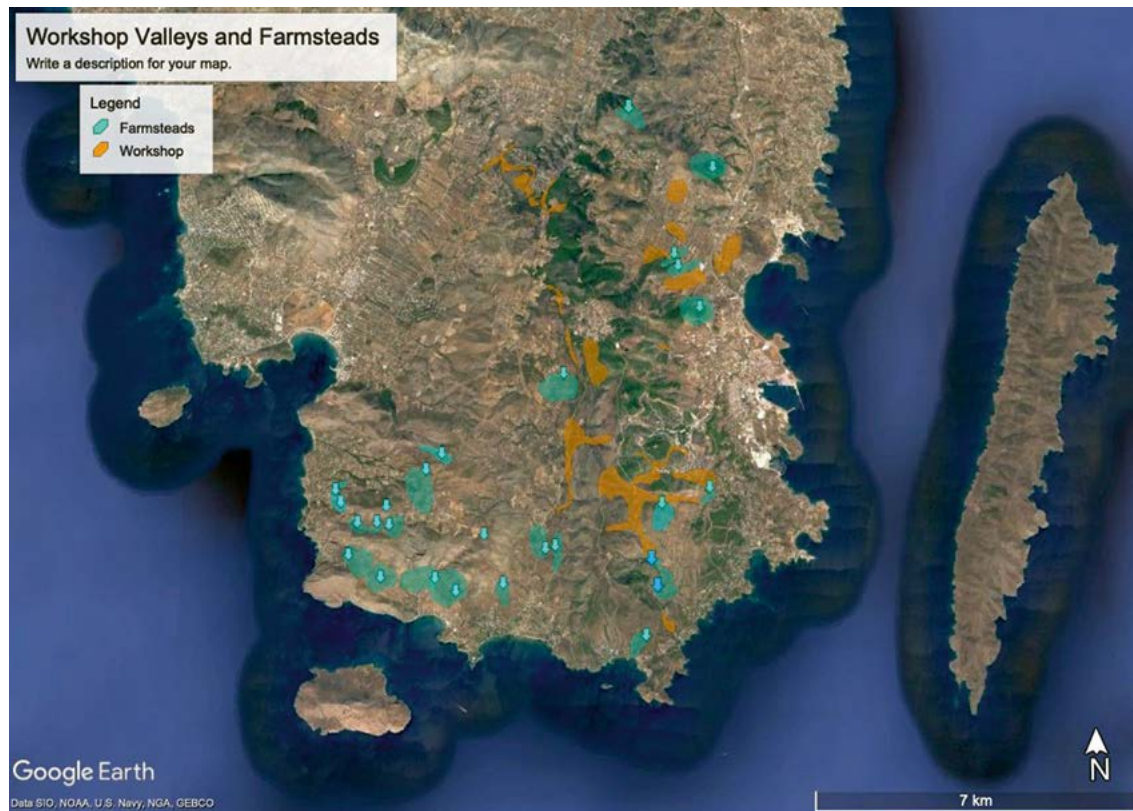 Workshop Valleys and Farmsteads
Write a description for your map.
Legend
Farmsteads
Workshop
Google Earth
N
Data SIO, NOAA, U.S. Navy, NGA, GEBCO
7 km